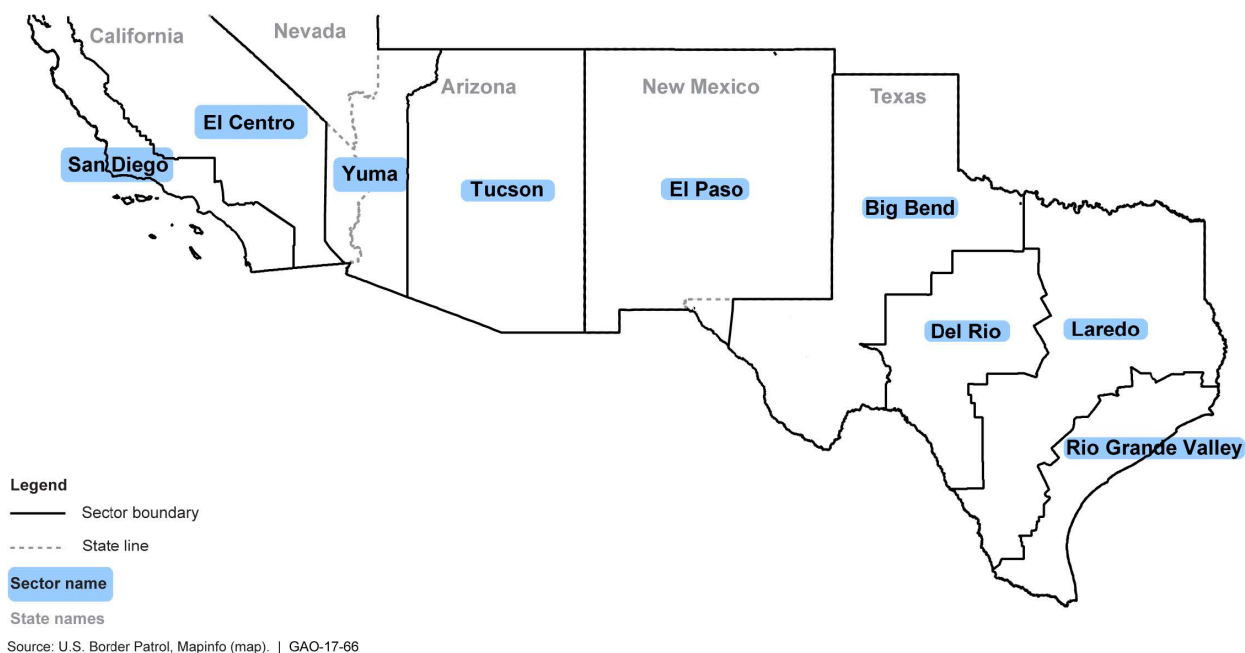 California
Nevada
Arizona
New Mexico
Texas
El Centro
San Diego
Yuma
Tucson
El Paso
Big Bend
Del Rio
Laredo
Rio Grande Valley
Legend
Sector boundary
State line
Sector name
State names
Source: U.S. Border Patrol, Mapinfo (map). | GAO-17-66